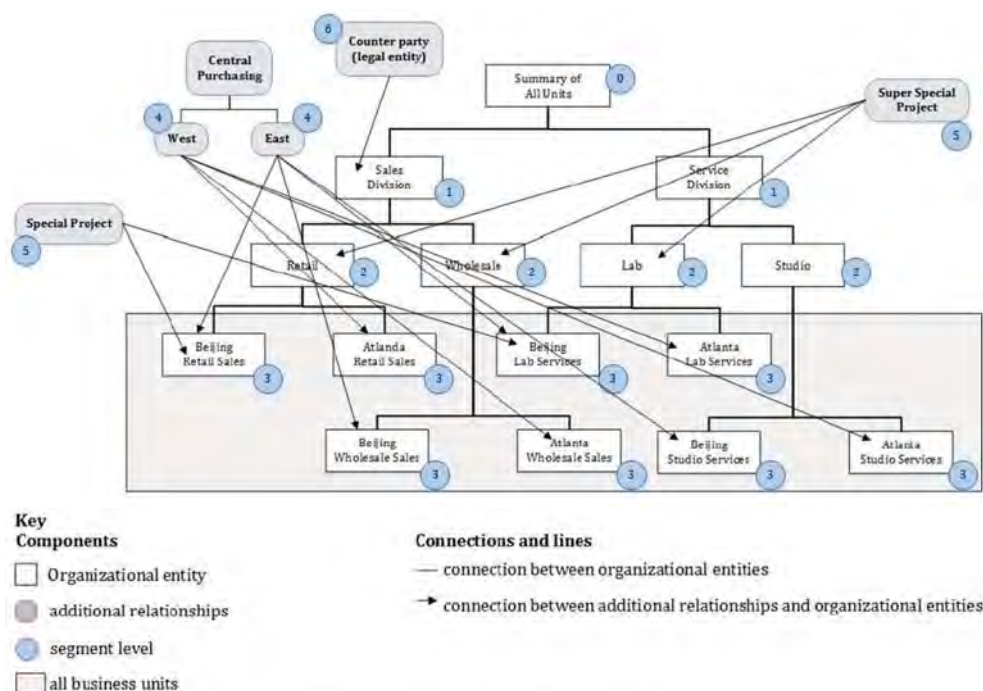 6
Counter party
(legal entity)
Central
Purchasing
Summary of
All Units
0
Super Special
Project
5
4
West
4
East
Sales
Division
1
Service
Division
1
Special Project
5
Retail
2
Wholesale
2
Lab
2
Studio
2
Beijing
Retail Sales
3
Atlanda
Retail Sales
3
Beijing
Lab Services
3
Atlanta
Lab Services
3
Beijing
Wholesale Sales
3
Atlanta
Wholesale Sales
3
Beijing
Studio Services
3
Atlanta
Studio Services
3
Key
Components
Organizational entity
additional relationships
segment level
all business units
Connections and lines
connection between organizational entities
connection between additional relationships and organizational entities